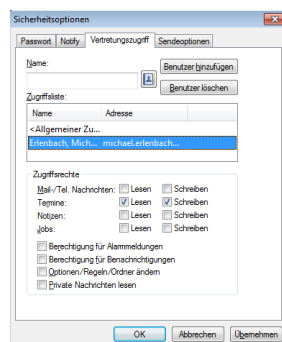 Sicherheitsoptionen
Passwort Notify Vertretungszugriff Sendeoptionen
Name:
Benutzer hinzufügen
Benutzer löschen
Zugriffsliste:
Name Adresse
<Allgemeiner Zu...
Erlenbach, Mich... michael.erlenbach...
Zugriffsrechte
Mail-/Tel. Nachrichten: Lesen Schreiben
Termine: Lesen Schreiben
Notizen: Lesen Schreiben
Jobs: Lesen Schreiben
Berechtigung für Alarmmeldungen
Berechtigung für Benachrichtigungen
Optionen/Regeln/Ordner ändern
Private Nachrichten lesen
OK Abbrechen Übernehmen